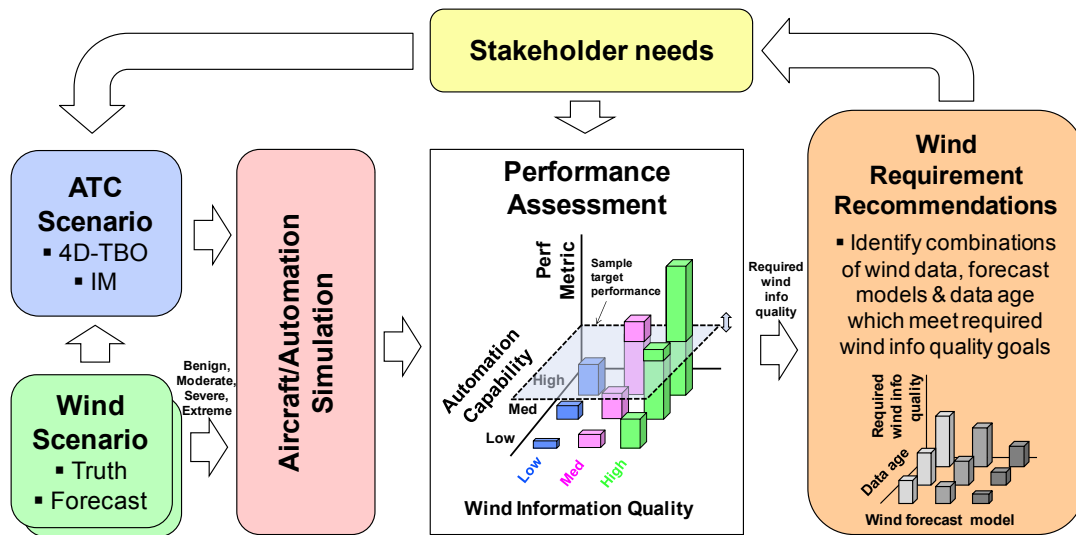 Stakeholder needs
ATC
Scenario
▪ 4D-TBO
▪ IM
Wind
Scenario
▪ Truth
▪ Forecast
Benign,
Moderate,
Severe,
Extreme
Aircraft/Automation
Simulation
Performance
Assessment
Perf
Metric
Sample
target
performance
Automation
Capability
High
Med
Low
Low
Med
High
Wind Information Quality
Required
wind
info
quality
Wind
Requirement
Recommendations
▪ Identify combinations
of wind data, forecast
models & data age
which meet required
wind info quality goals
Required
wind info
quality
Data age
Wind forecast model